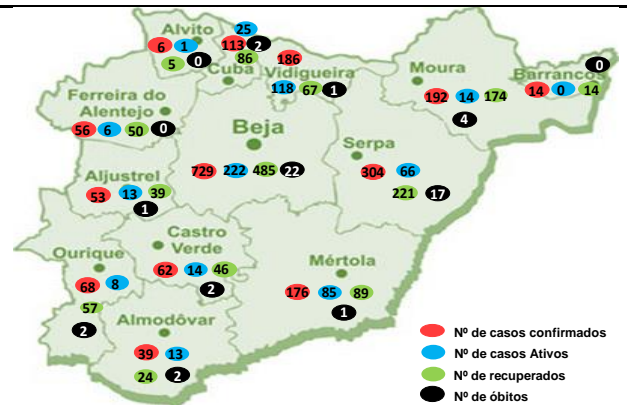 25
Alvito
6 1 113 2
5 0 86 186
Cuba Vidigueira
118 67 1
Moura
192 14 174
4
0
Barrancos
14 0 14
Ferreira do
Alentejo
56 6 50 0
Beja
729 222 485 22
Serpa
304 66
221 17
Aljustrel
53 13 39
1
Castro
Verde
62 14 46
2
Ourique
68 8
57
2
Mértola
176 85 89
1
Almodôvar
39 13
24 2
Nº de casos confirmados
Nº de casos Ativos
Nº de recuperados
Nº de óbitos